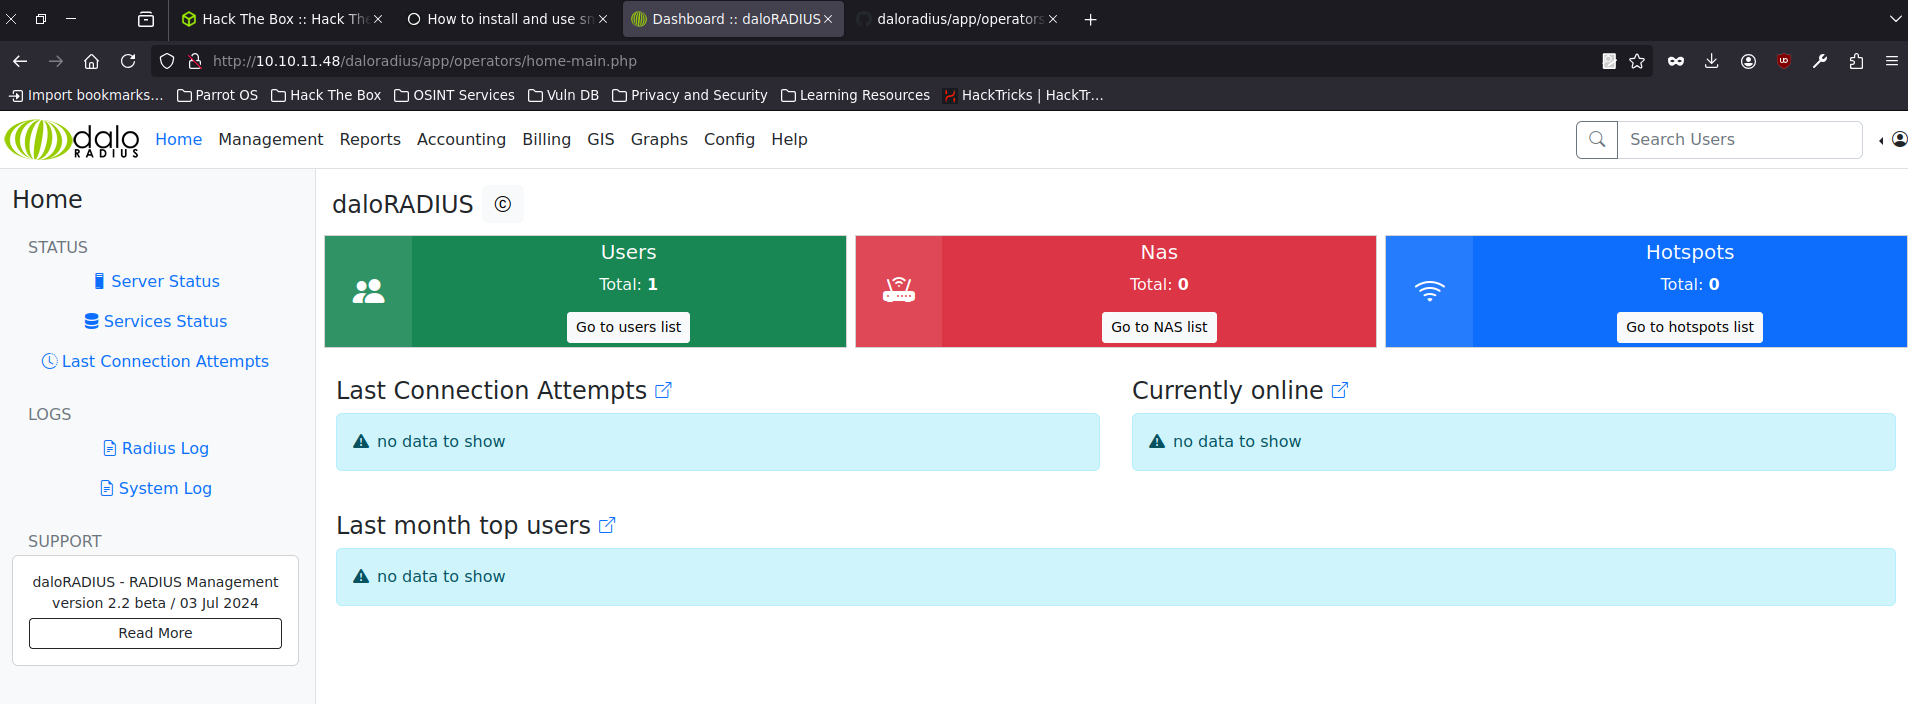 Hack The Box :: Hack The
How to install and use sn
Dashboard :: daloRADIUS
daloradius/app/operators
http://10.10.11.48/daloradius/app/operators/home-main.php
Import bookmarks... Parrot OS Hack The Box OSINT Services Vuln DB Privacy and Security Learning Resources HackTricks | HackTr...
dalo RADIUS
Home Management Reports Accounting Billing GIS Graphs Config Help Search Users
Home
STATUS
Server Status
Services Status
Last Connection Attempts
LOGS
Radius Log
System Log
SUPPORT
daloRADIUS - RADIUS Management
version 2.2 beta / 03 Jul 2024
Read More
daloRADIUS ©
Users
Total: 1
Go to users list
Nas
Total: 0
Go to NAS list
Hotspots
Total: 0
Go to hotspots list
Last Connection Attempts
no data to show
Currently online
no data to show
Last month top users
no data to show